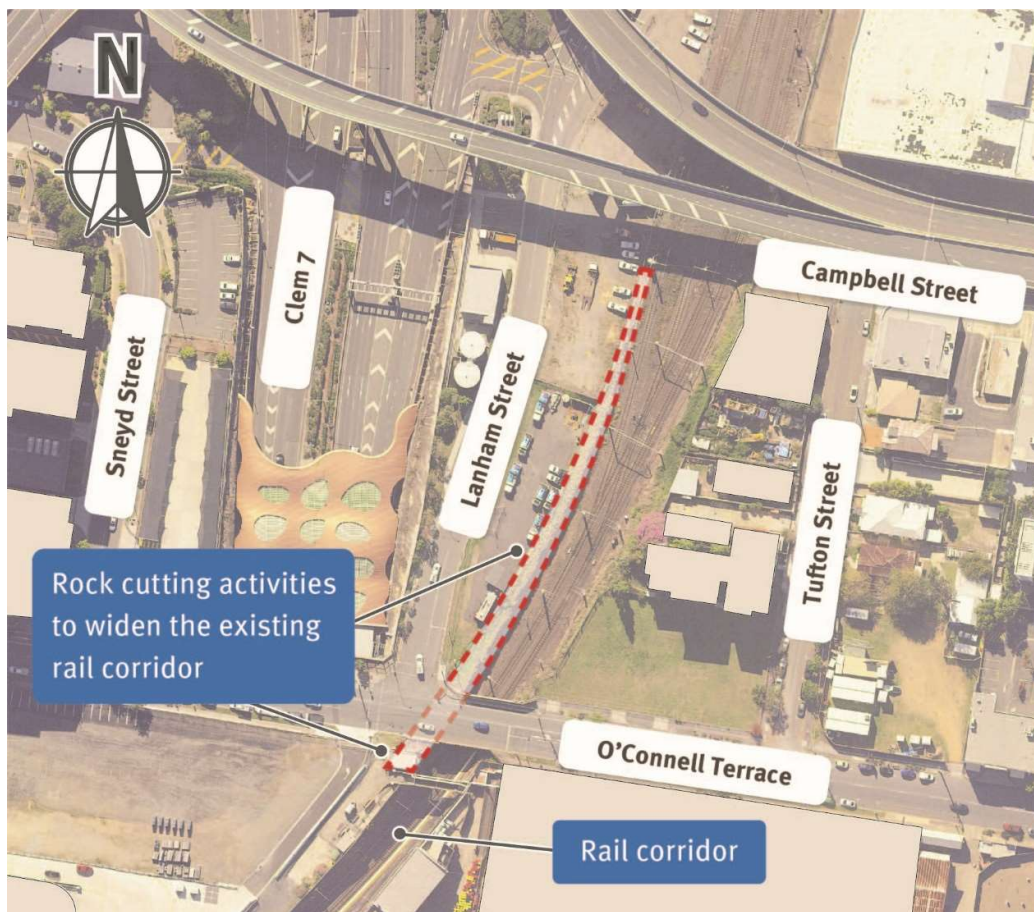 N
Campbell Street
Clem 7
Sneyd Street
Lanham Street
Tufton Street
Rock cutting activities
to widen the existing
rail corridor
O'Connell Terrace
Rail corridor